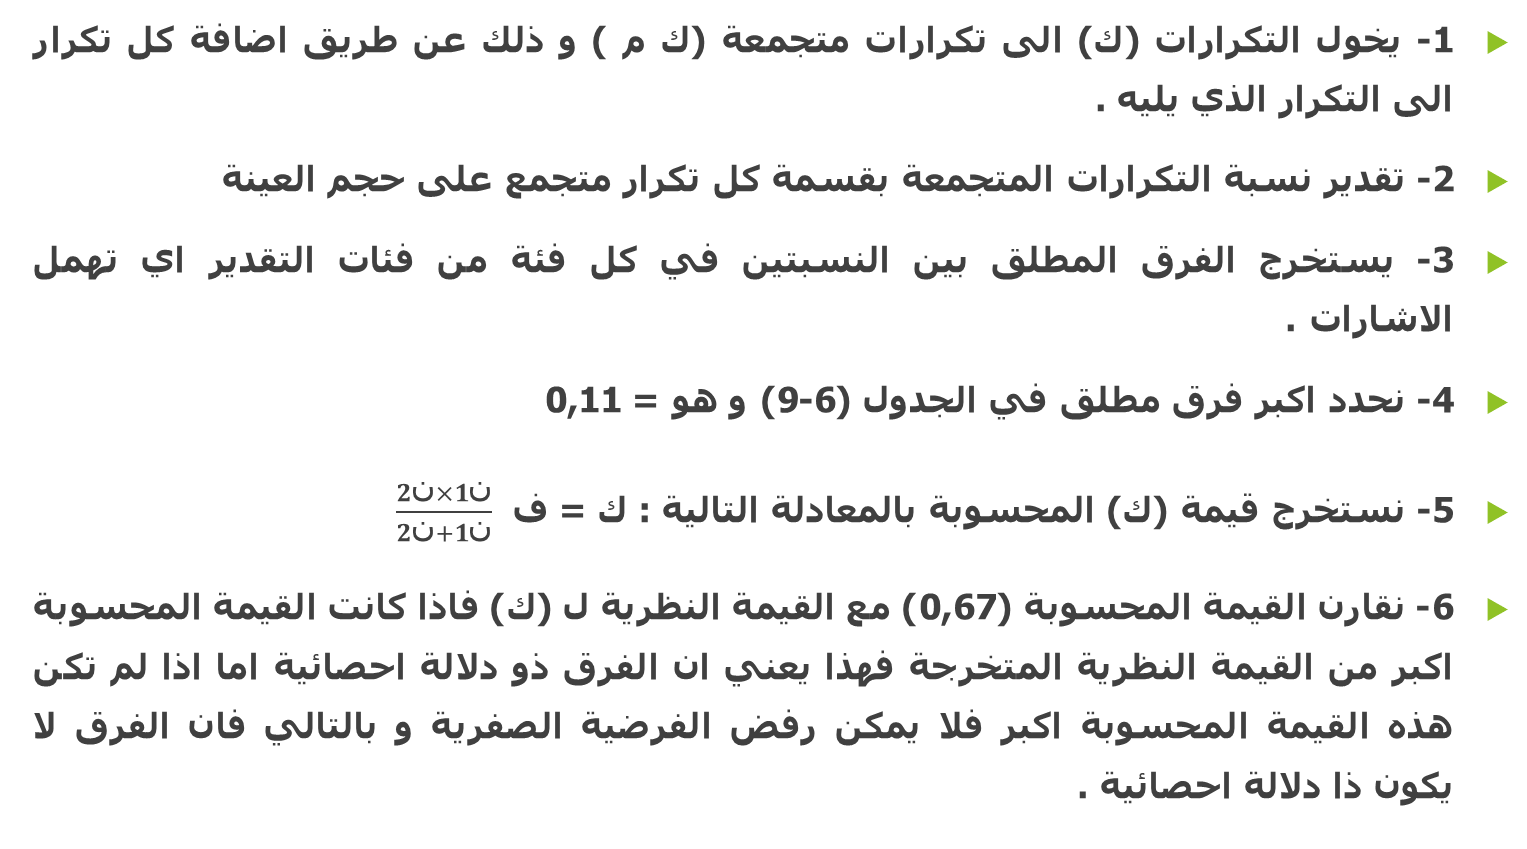 1- يخول التكرارات (ك) الى تكرارات متجمعة (ك م ) و ذلك عن طريق اضافة كل تكرار
الى التكرار الذي يليه .
2- تقدير نسبة التكرارات المتجمعة بقسمة كل تكرار متجمع على حجم العينة
3- يستخرج الفرق المطلق بين النسبتين في كل فئة من فئات التقدير اي تهمل
الاشارات .
4- نحدد اكبر فرق مطلق في الجدول (6-9) و هو = 0,11
5- نستخرج قيمة (ك) المحسوبة بالمعادلة التالية : ك = ف ن1×ن2
ن1+ن2
6- نقارن القيمة المحسوبة (0,67) مع القيمة النظرية ل (ك) فاذا كانت القيمة المحسوبة
اكبر من القيمة النظرية المتخرجة فهذا يعني ان الفرق ذو دلالة احصائية اما اذا لم تكن
هذه القيمة المحسوبة اكبر فلا يمكن رفض الفرضية الصفرية و بالتالي فان الفرق لا
يكون ذا دلالة احصائية .